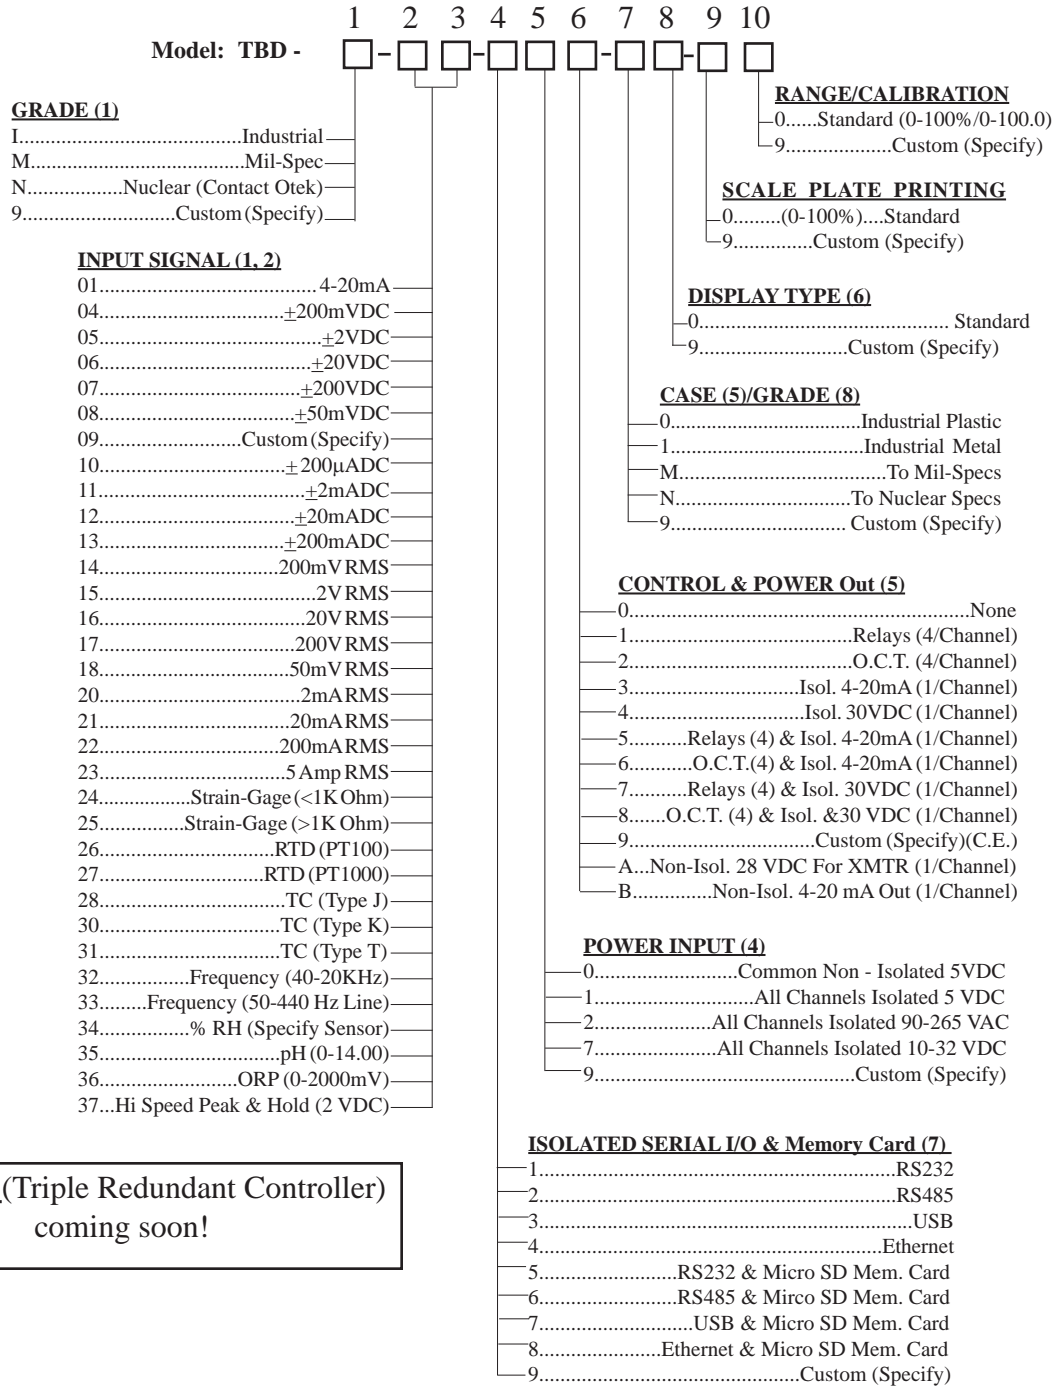 1 2 3 4 5 6 7 8 9 10
Model: TBD - - - - -
GRADE (1)
I....................................Industrial
M....................................Mil-Spec
N.................Nuclear (Contact Otek)
9..........................Custom (Specify)
INPUT SIGNAL (1, 2)
01....................................4-20mA
04..............................±200mVDC
05....................................±2VDC
06..................................±20VDC
07................................±200VDC
08................................±50mVDC
09.......................Custom (Specify)
10..............................±200µADC
11.................................±2mADC
12...............................±20mADC
13..............................±200mADC
14.............................200mV RMS
15...................................2V RMS
16.................................20V RMS
17...............................200V RMS
18...............................50mV RMS
20.................................2mA RMS
21...............................20mA RMS
22.............................200mA RMS
23..............................5 Amp RMS
24...............Strain-Gage (<1K Ohm)
25..............Strain-Gage (>1K Ohm)
26.............................RTD (PT100)
27...........................RTD (PT1000)
28..............................TC (Type J)
30.............................TC (Type K)
31.............................TC (Type T)
32...............Frequency (40-20KHz)
33........Frequency (50-440 Hz Line)
34...............% RH (Specify Sensor)
35.............................pH (0-14.00)
36.......................ORP (0-2000mV)
37...Hi Speed Peak & Hold (2 VDC)
RANGE/CALIBRATION
0......Standard (0-100%/0-100.0)
9...................Custom (Specify)
SCALE PLATE PRINTING
0.........(0-100%)....Standard
9..............Custom (Specify)
DISPLAY TYPE (6)
0............................................ Standard
9...........................Custom (Specify)
CASE (5)/GRADE (8)
0..................................Industrial Plastic
1...................................Industrial Metal
M.......................................To Mil-Specs
N................................To Nuclear Specs
9............................... Custom (Specify)
CONTROL & POWER Out (5)
0..............................................................None
1........................................Relays (4/Channel)
2........................................O.C.T. (4/Channel)
3..............................Isol. 4-20mA (1/Channel)
4...............................Isol. 30VDC (1/Channel)
5...........Relays (4) & Isol. 4-20mA (1/Channel)
6............O.C.T.(4) & Isol. 4-20mA (1/Channel)
7...........Relays (4) & Isol. 30VDC (1/Channel)
8.......O.C.T. (4) & Isol. &30 VDC (1/Channel)
9.................................Custom (Specify)(C.E.)
A...Non-Isol. 28 VDC For XMTR (1/Channel)
B..............Non-Isol. 4-20 mA Out (1/Channel)
POWER INPUT (4)
0..........................Common Non - Isolated 5VDC
1.............................All Channels Isolated 5 VDC
2.....................All Channels Isolated 90-265 VAC
7......................All Channels Isolated 10-32 VDC
9...............................................Custom (Specify)
ISOLATED SERIAL I/O & Memory Card (7)
1................................................................RS232
2................................................................RS485
3...................................................................USB
4..............................................................Ethernet
5.........................RS232 & Micro SD Mem. Card
6.........................RS485 & Mirco SD Mem. Card
7............................USB & Micro SD Mem. Card
8......................Ethernet & Micro SD Mem. Card
9...............................................Custom (Specify)
(Triple Redundant Controller)
coming soon!